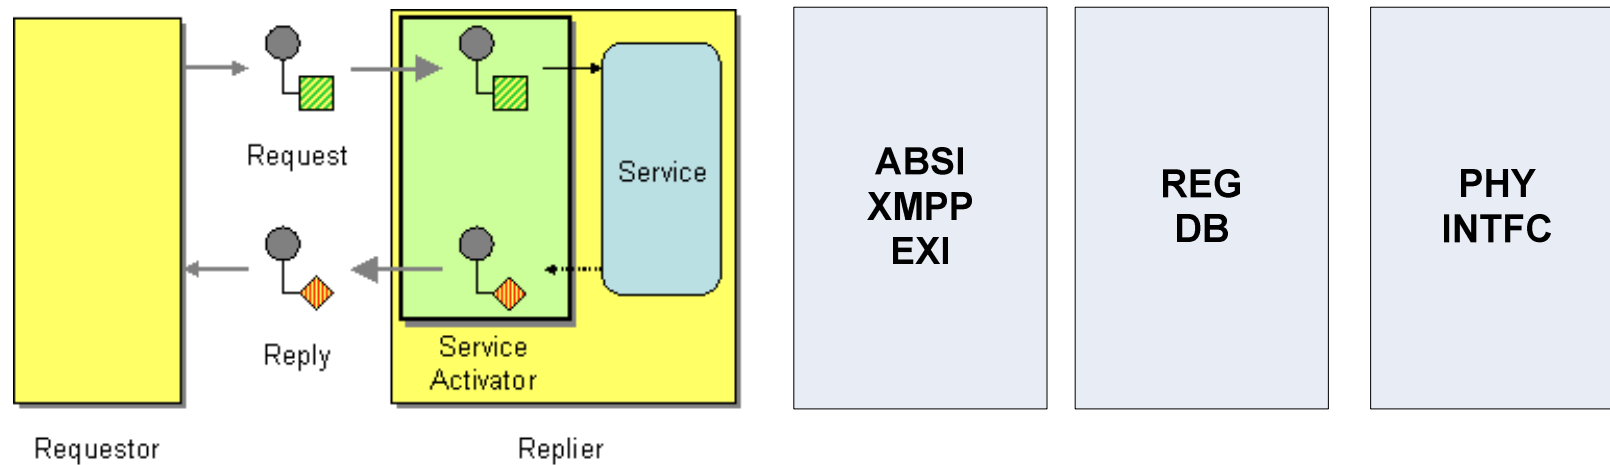 Request
Reply
Service
Service
Activator
Requestor
Replier
ABSI
XMPP
EXI
REG
DB
PHY
INTFC